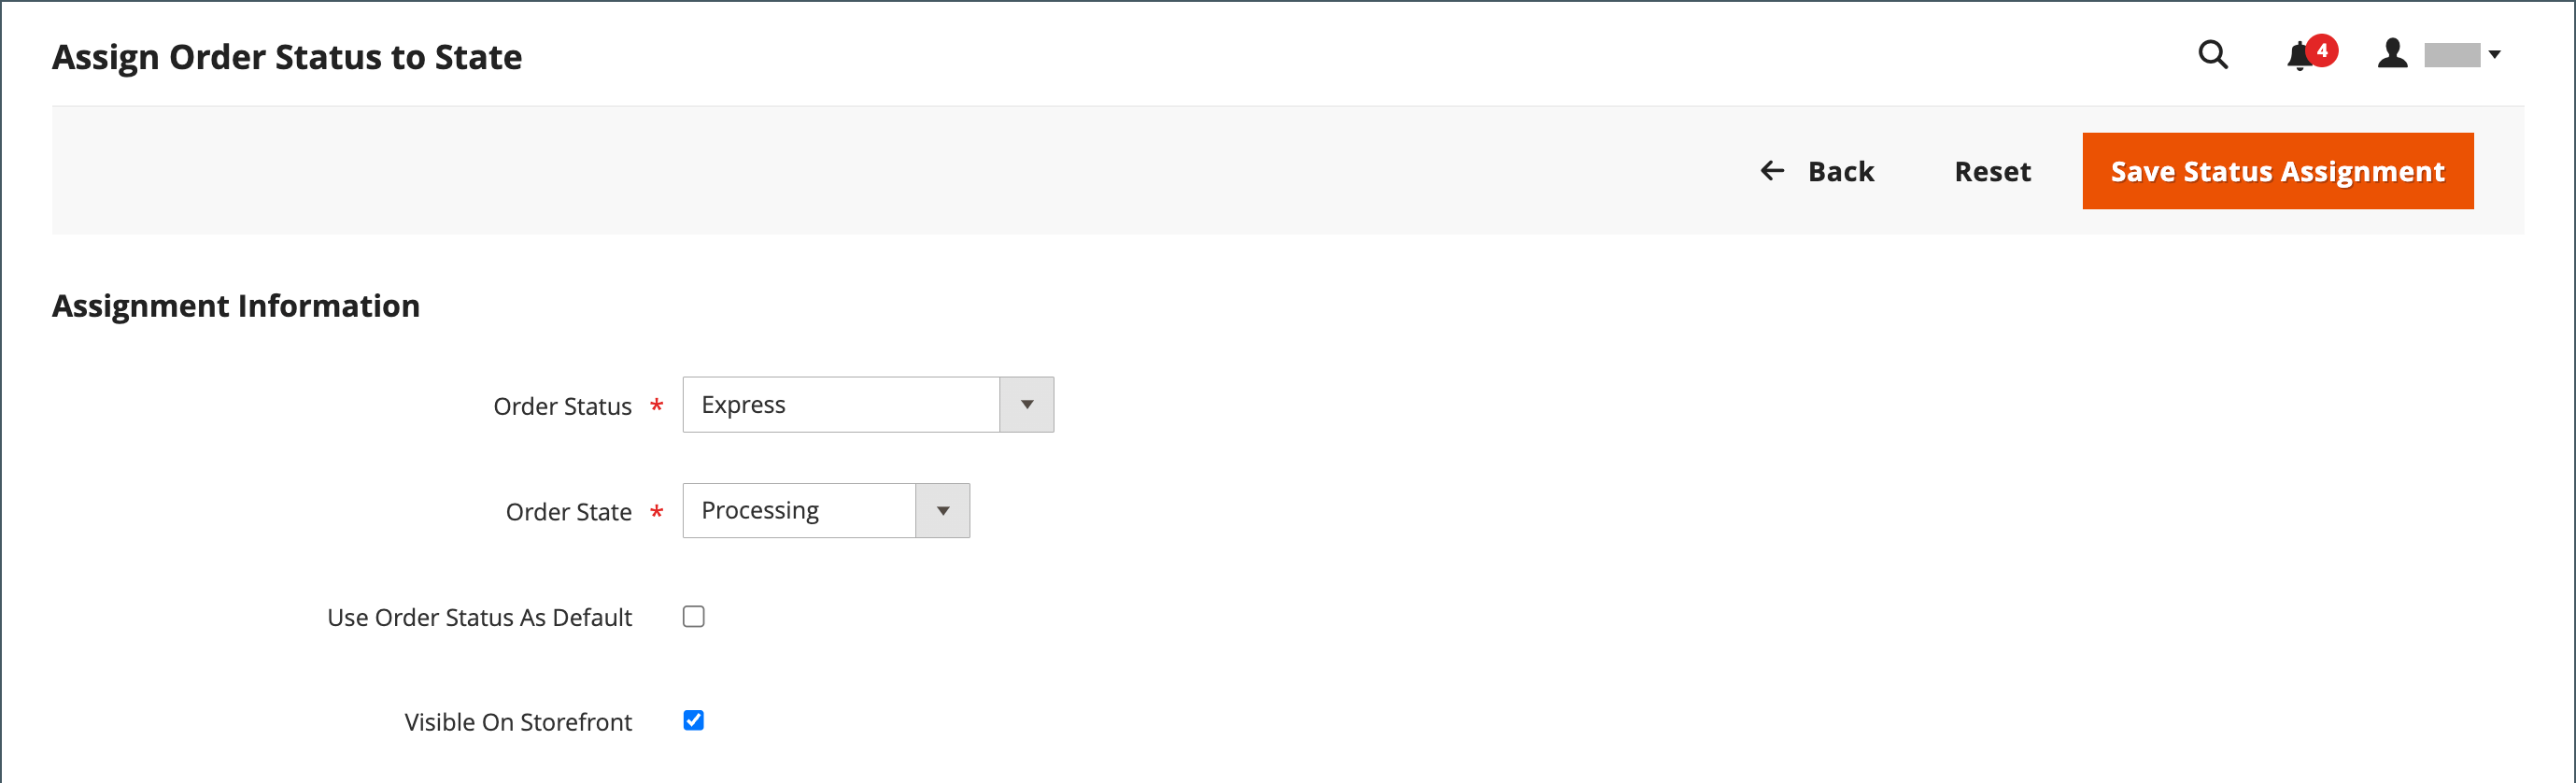 Assign Order Status to State
4
Back Reset Save Status Assignment
Assignment Information
Order Status * Express
Order State * Processing
Use Order Status As Default
Visible On Storefront